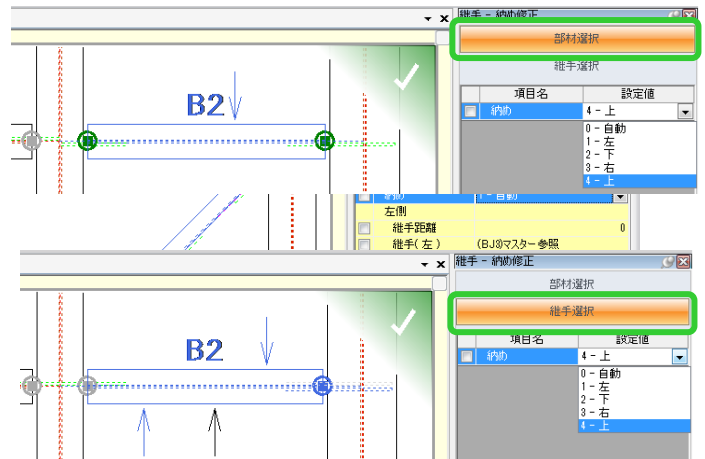 継手 - 納め修正
部材選択
継手選択
項目名 設定値
納め 4 - 上
0 - 自動
1 - 左
2 - 下
3 - 右
4 - 上
B2
納め 1 - 自動
左側
継手距離 0
継手(左) (BJ③)マスター参照
継手 - 納め修正
部材選択
継手選択
項目名 設定値
納め 4 - 上
0 - 自動
1 - 左
2 - 下
3 - 右
4 - 上
B2